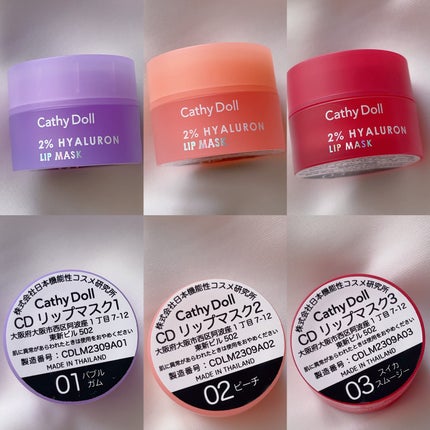 Cathy Doll
2% HYALURON
LIP MASK
Cathy Doll
2% HYALURON
LIP MASK
Cathy Doll
2% HYALURON
LIP MASK
株式会社日本機能性コスメ研究所
Cathy Doll
CD リップマスク1
大阪府大阪市西区阿波座1丁目7-12
東新ビル502
肌に異常があらわれたときは使用をおやめください
製造番号:CDLM2309A01
MADE IN THAILAND
01 バブル
ガム
株式会社日本機能性コスメ研究所
Cathy Doll
CD リップマスク2
大阪府大阪市西区阿波座1丁目7-12
東新ビル502
肌に異常があらわれたときは使用をおやめください
製造番号:CDLM2309A02
MADE IN THAILAND
02 ピーチ
株式会社日本機能性コスメ研究所
Cathy Doll
CD リップマスク3
大阪府大阪市西区阿波座1丁目7-12
東新ビル502
肌に異常があらわれたときは使用をおやめください
製造番号:CDLM2309A03
MADE IN THAILAND
03 スイカ
スムージー